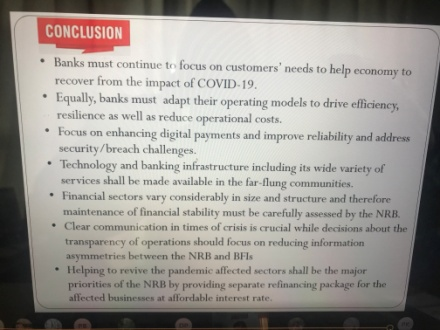 CONCLUSION
• Banks must continue to focus on customers' needs to help economy to
recover from the impact of COVID-19.
• Equally, banks must adapt their operating models to drive efficiency,
resilience as well as reduce operational costs.
• Focus on enhancing digital payments and improve reliability and address
security/breach challenges.
• Technology and banking infrastructure including its wide variety of
services shall be made available in the far-flung communities.
• Financial sectors vary considerably in size and structure and therefore
maintenance of financial stability must be carefully assessed by the NRB.
• Clear communication in times of crisis is crucial while decisions about the
transparency of operations should focus on reducing information
asymmetries between the NRB and BFIs
• Helping to revive the pandemic affected sectors shall be the major
priorities of the NRB by providing separate refinancing package for the
affected businesses at affordable interest rate.